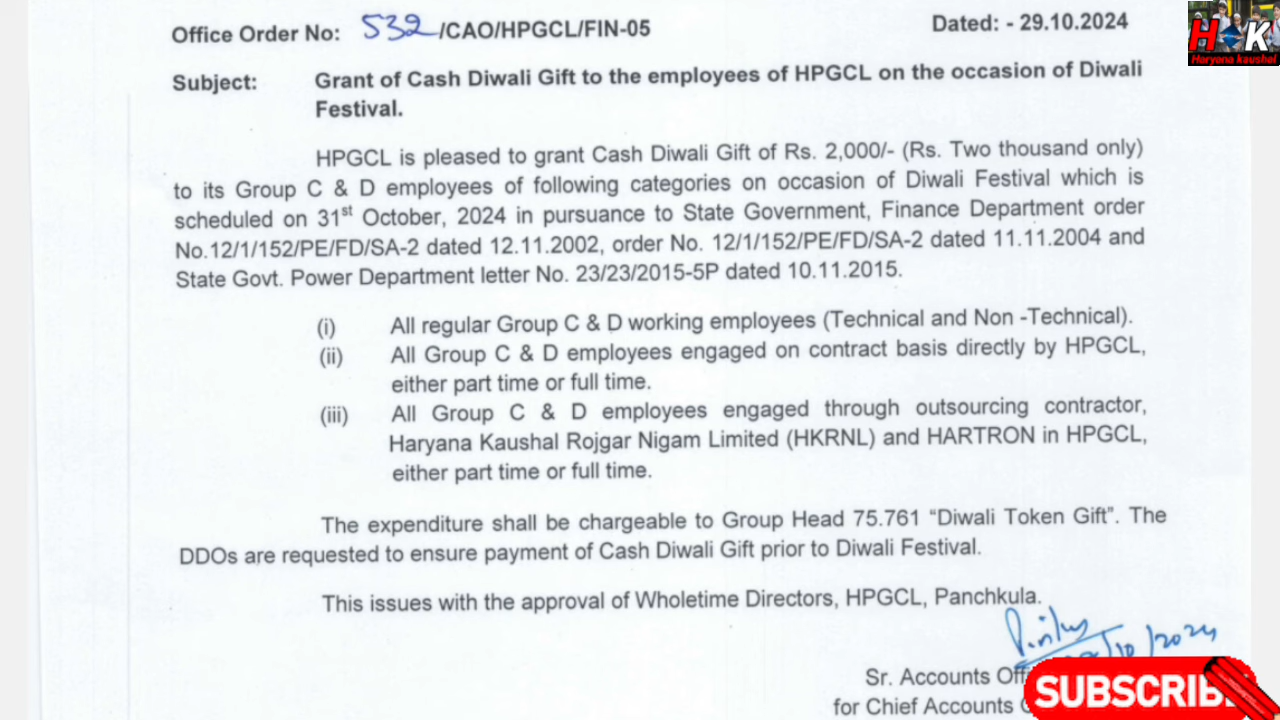 Office Order No: 532/CAO/HPGCL/FIN-05
Dated: - 29.10.2024
H K
Haryana kaushal
Subject: Grant of Cash Diwali Gift to the employees of HPGCL on the occasion of Diwali
Festival.
HPGCL is pleased to grant Cash Diwali Gift of Rs. 2,000/- (Rs. Two thousand only)
to its Group C & D employees of following categories on occasion of Diwali Festival which is
scheduled on 31st October, 2024 in pursuance to State Government, Finance Department order
No.12/1/152/PE/FD/SA-2 dated 12.11.2002, order No. 12/1/152/PE/FD/SA-2 dated 11.11.2004 and
State Govt. Power Department letter No. 23/23/2015-5P dated 10.11.2015.
(i) All regular Group C & D working employees (Technical and Non -Technical).
(ii) All Group C & D employees engaged on contract basis directly by HPGCL,
either part time or full time.
(iii) All Group C & D employees engaged through outsourcing contractor,
Haryana Kaushal Rojgar Nigam Limited (HKRNL) and HARTRON in HPGCL,
either part time or full time.
The expenditure shall be chargeable to Group Head 75.761 “Diwali Token Gift”. The
DDOs are requested to ensure payment of Cash Diwali Gift prior to Diwali Festival.
This issues with the approval of Wholetime Directors, HPGCL, Panchkula.
/10/2024
Sr. Accounts Off
for Chief Accounts
SUBSCRIBE